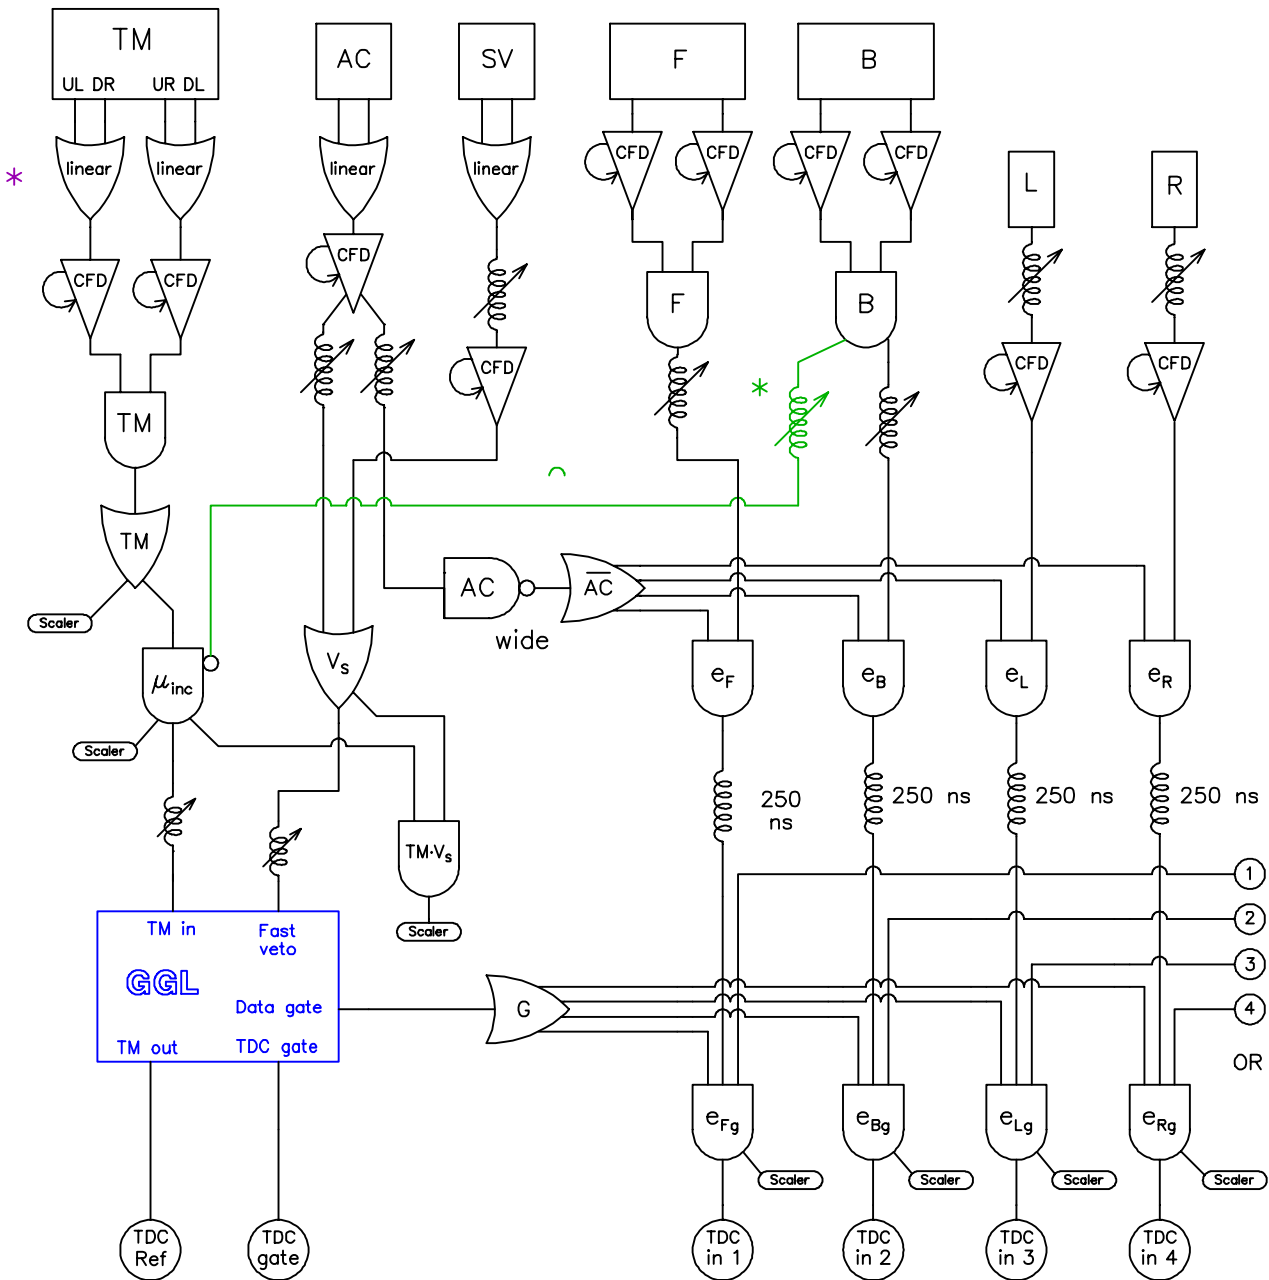 TM
AC
SV
F
B
UL DR
UR DL
linear
linear
linear
linear
CFD
CFD
CFD
CFD
*
L
R
CFD
CFD
CFD
F
B
CFD
CFD
CFD
*
TM
TM
AC
AC
wide
Scaler
μinc
Vs
eF
eB
eL
eR
Scaler
250
ns
250 ns
250 ns
250 ns
TM·Vs
1
TM in
Fast
veto
Scaler
2
GGL
3
Data gate
G
4
TM out
TDC gate
OR
eFg
eBg
eLg
eRg
Scaler
Scaler
Scaler
Scaler
TDC
Ref
TDC
gate
TDC
in 1
TDC
in 2
TDC
in 3
TDC
in 4